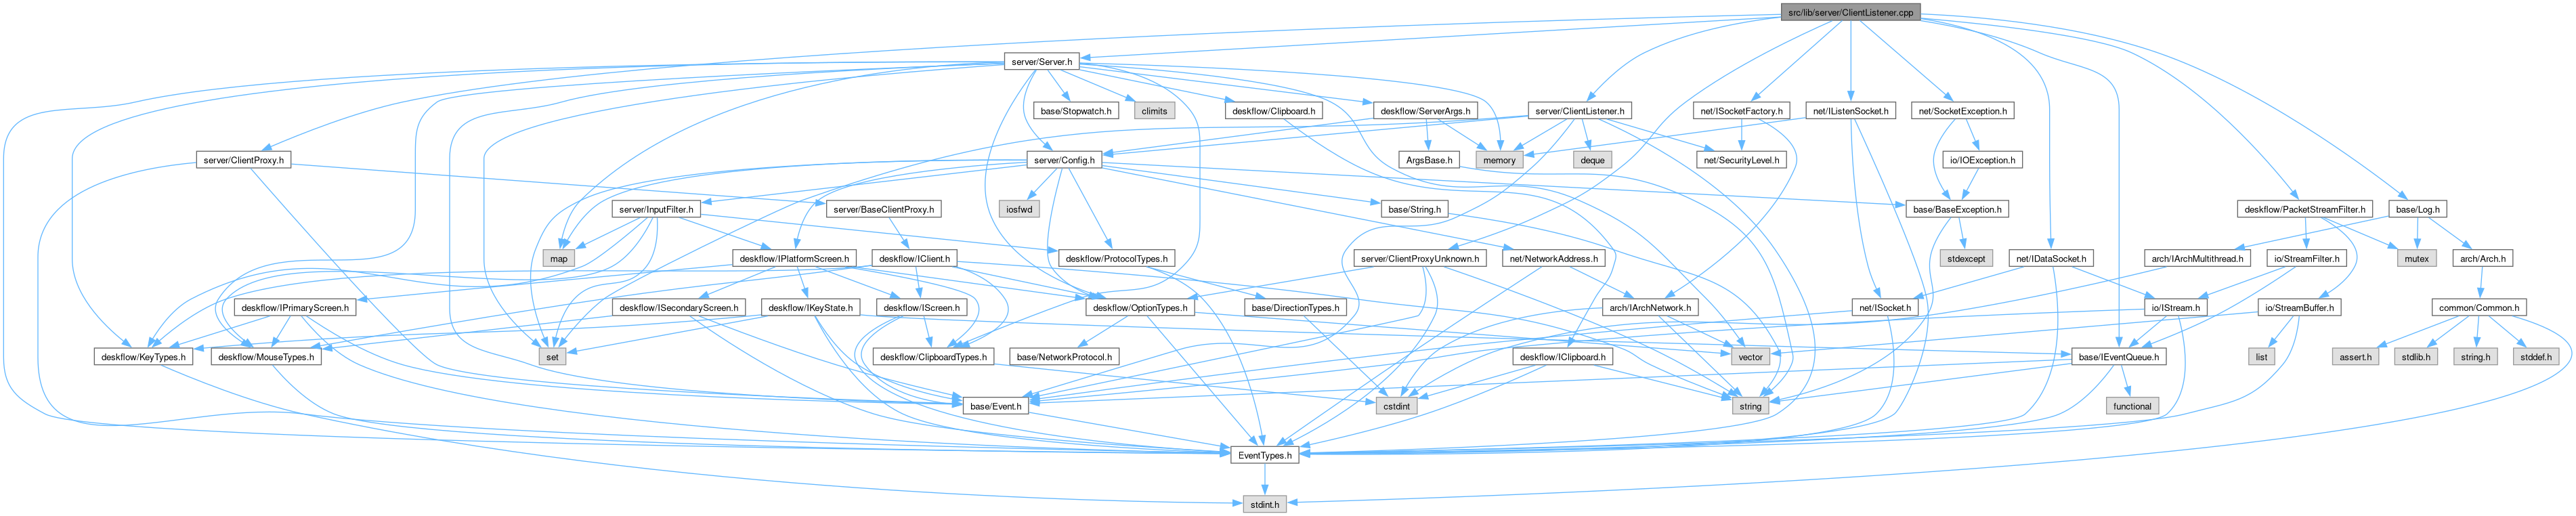 src/lib/server/ClientListener.cpp
server/Server.h
base/Stopwatch.h
climits
deskflow/Clipboard.h
deskflow/ServerArgs.h
server/ClientListener.h
net/ISocketFactory.h
net/IListenSocket.h
net/SocketException.h
server/ClientProxy.h
server/Config.h
ArgsBase.h
memory
deque
net/SecurityLevel.h
io/IOException.h
server/InputFilter.h
server/BaseClientProxy.h
iosfwd
base/String.h
base/BaseException.h
deskflow/PacketStreamFilter.h
base/Log.h
map
deskflow/IPlatformScreen.h
deskflow/IClient.h
deskflow/ProtocolTypes.h
server/ClientProxyUnknown.h
net/NetworkAddress.h
stdexcept
net/IDataSocket.h
arch/IArchMultithread.h
io/StreamFilter.h
mutex
arch/Arch.h
deskflow/IPrimaryScreen.h
deskflow/ISecondaryScreen.h
deskflow/IKeyState.h
deskflow/IScreen.h
deskflow/OptionTypes.h
base/DirectionTypes.h
arch/IArchNetwork.h
net/ISocket.h
io/IStream.h
io/StreamBuffer.h
common/Common.h
deskflow/KeyTypes.h
deskflow/MouseTypes.h
set
deskflow/ClipboardTypes.h
base/NetworkProtocol.h
deskflow/IClipboard.h
vector
base/IEventQueue.h
list
assert.h
stdlib.h
string.h
stddef.h
base/Event.h
cstdint
string
functional
EventTypes.h
stdint.h